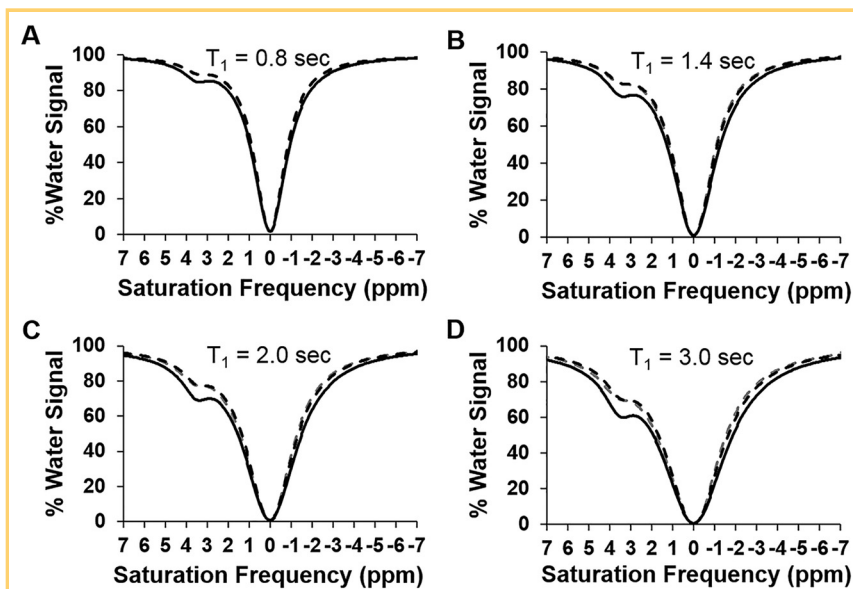 A
T1 = 0.8 sec
%Water Signal
100
80
60
40
20
0
7 6 5 4 3 2 1 0 -1 -2 -3 -4 -5 -6 -7
Saturation Frequency (ppm)
B
T1 = 1.4 sec
% Water Signal
100
80
60
40
20
0
7 6 5 4 3 2 1 0 -1 -2 -3 -4 -5 -6 -7
Saturation Frequency (ppm)
C
T1 = 2.0 sec
% Water Signal
100
80
60
40
20
0
7 6 5 4 3 2 1 0 -1 -2 -3 -4 -5 -6 -7
Saturation Frequency (ppm)
D
T1 = 3.0 sec
% Water Signal
100
80
60
40
20
0
7 6 5 4 3 2 1 0 -1 -2 -3 -4 -5 -6 -7
Saturation Frequency (ppm)